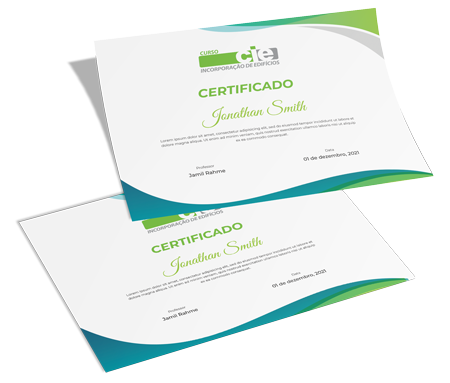 CURSO
cie
INCORPORAÇÃO DE EDIFÍCIOS
CERTIFICADO
Jonathan Smith
Lorem ipsum dolor sit amet, consectetur adipiscing elit, sed do eiusmod tempor incididunt ut labore et
dolore magna aliqua. Ut enim ad minim veniam, quis nostrud exercitation ullamco laboris nisi ut aliquip ex
ea commodo consequat.
Professor
Jamil Rahme
Data
01 de dezembro, 2021
INCORPORAÇÃO DE EDIFÍCIOS
CERTIFICADO
Jonathan Smith
Lorem ipsum dolor sit amet, consectetur adipiscing elit, sed do eiusmod tempor incididunt ut labore et
dolore magna aliqua. Ut enim ad minim veniam, quis nostrud exercitation ullamco laboris nisi ut aliquip ex
ea commodo consequat.
Professor
Jamil Rahme
Data
01 de dezembro, 2021